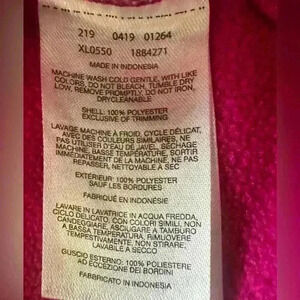 219 0419 01264
XL0550 1884271
MADE IN INDONESIA
MACHINE WASH COLD GENTLE, WITH LIKE
COLORS, DO NOT BLEACH, TUMBLE DRY
LOW, REMOVE PROMPTLY, DO NOT IRON,
DRYCLEANABLE
SHELL: 100% POLYESTER
EXCLUSIVE OF TRIMMING
LAVAGE MACHINE À FROID, CYCLE DÉLICAT,
AVEC DES COULEURS SIMILAIRES, NE
PAS UTILISER D'EAU DE JAVEL, SÉCHAGE
MACHINE, BASSE TEMPÉRATURE, SORTIR
IMMÉDIATEMENT DE LA MACHINE, NE PAS
REPASSER, NETTOYABLE À SEC
EXTÉRIEUR: 100% POLYESTER
SAUF LES BORDURES
FABRIQUÉ EN INDONÉSIE
LAVARE IN LAVATRICE IN ACQUA FREDDA,
CICLO DELICATO, CON COLORI SIMILI, NON
CANDEGGIARE, ASCIUGARE A TAMBURO
A BASSA TEMPERATURA, RIMUOVERE
TEMPESTIVAMENTE, NON STIRARE,
LAVABILE A SECCO
GUSCIO ESTERNO: 100% POLIESTERE
AD ECCEZIONE DEI BORDINI
FABBRICATO IN INDONESIA